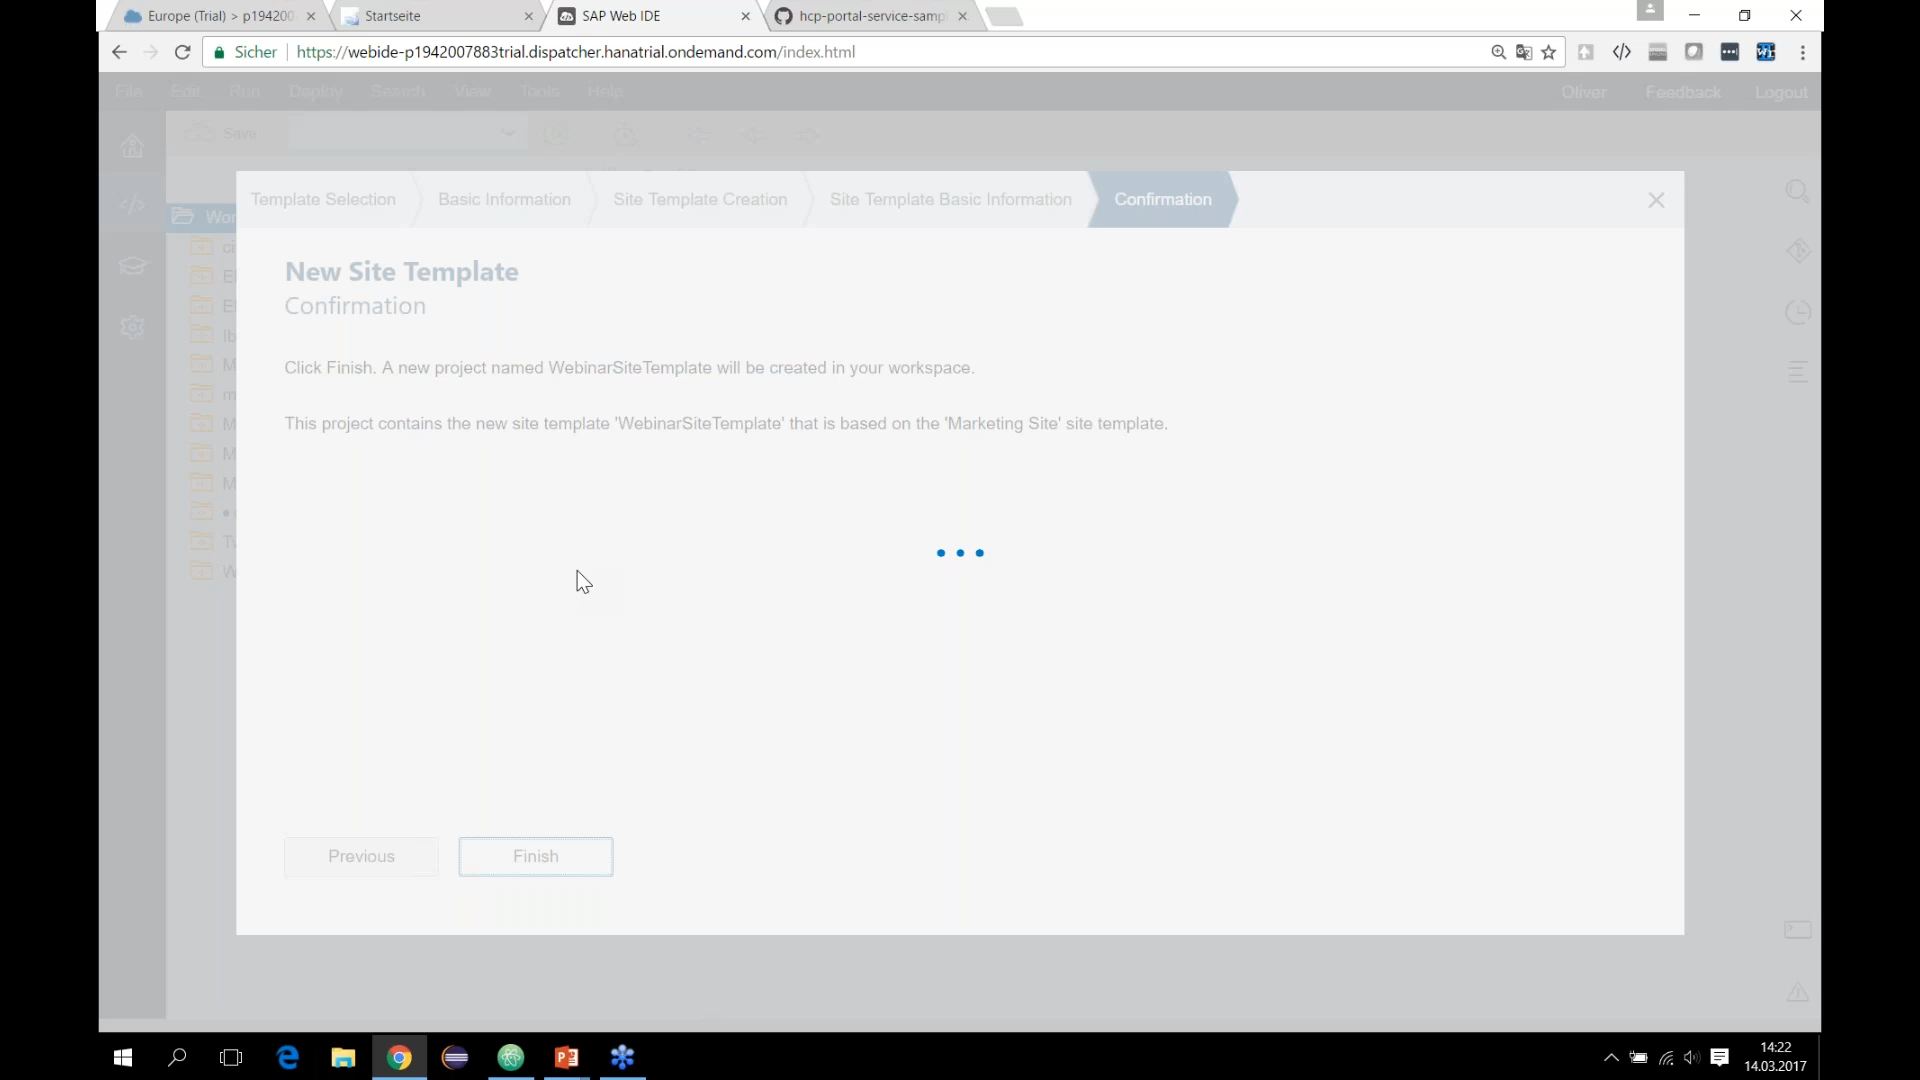 Europe (Trial) > p194200
Startseite
SAP Web IDE
hcp-portal-service-samp
Sicher
https://webide-p1942007883trial.dispatcher.hanatrial.ondemand.com/index.html
File Edit Run Deploy Search View Tools Help
Oliver Feedback Logout
Save
Template Selection
Basic Information
Site Template Creation
Site Template Basic Information
Confirmation
New Site Template
Confirmation
Click Finish. A new project named WebinarSiteTemplate will be created in your workspace.
This project contains the new site template 'WebinarSiteTemplate' that is based on the 'Marketing Site' site template.
Previous
Finish
14:22
14.03.2017